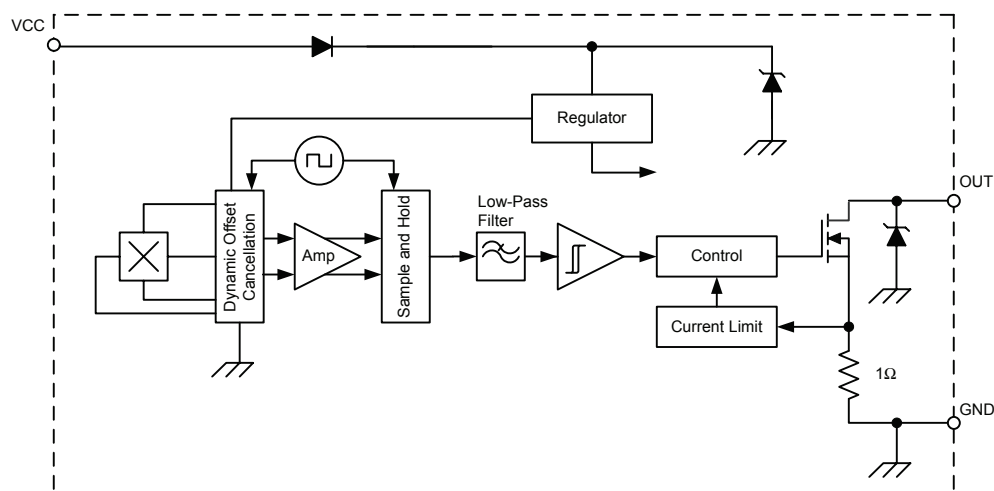 VCC
Regulator
OUT
Low-Pass
Filter
Dynamic Offset
Cancellation
Amp
Sample and Hold
Control
Current Limit
1Ω
GND